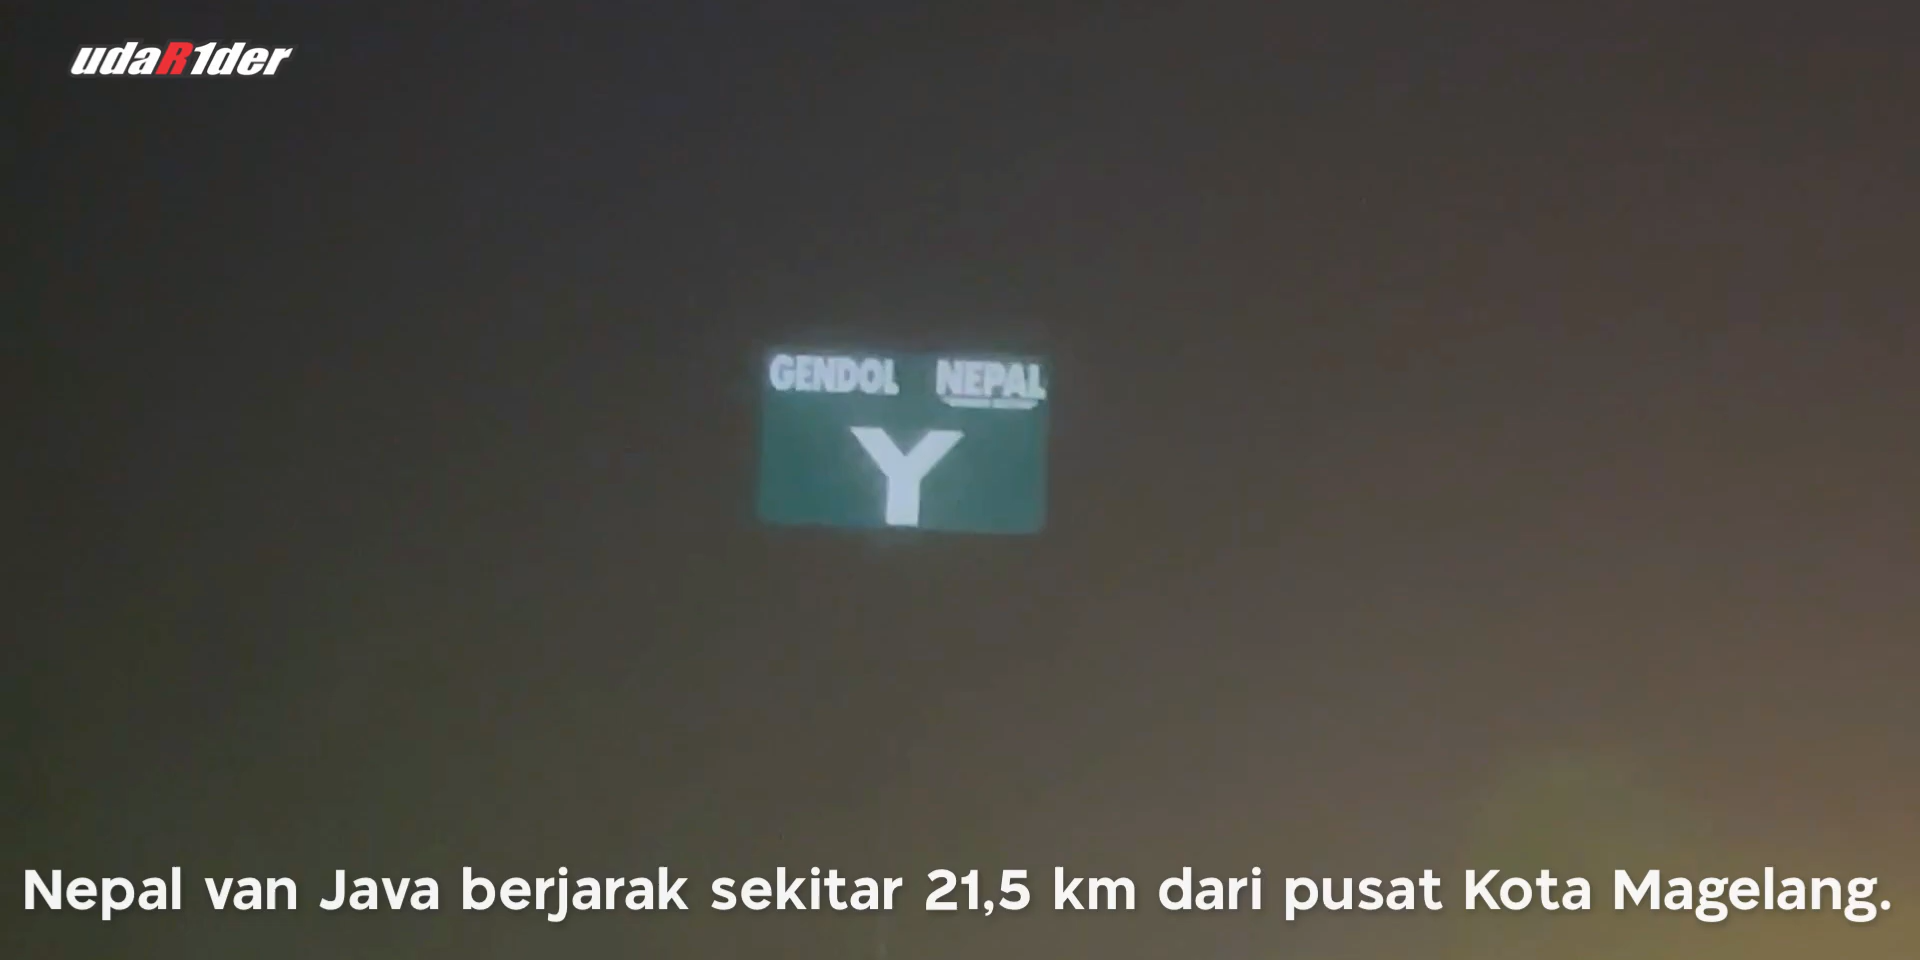 udaR1der
GENDOL NEPAL
Y
Nepal van Java berjarak sekitar 21,5 km dari pusat Kota Magelang.